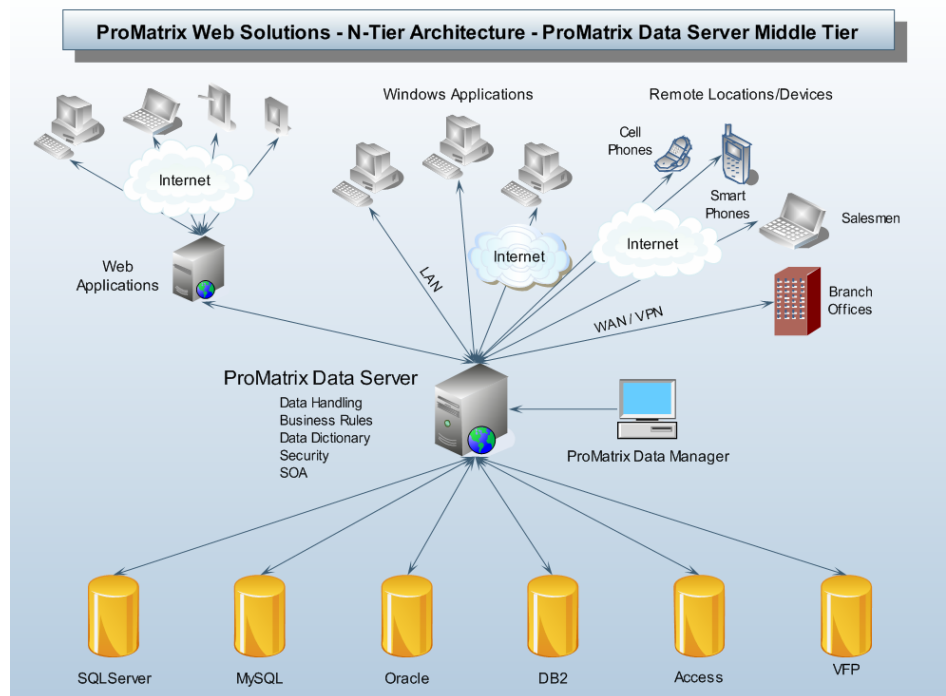 ProMatrix Web Solutions - N-Tier Architecture - ProMatrix Data Server Middle Tier
Windows Applications
Remote Locations/Devices
Cell
Phones
Internet
Smart
Phones
Salesmen
Internet
Internet
Web
Applications
LAN
WAN / VPN
Branch
Offices
ProMatrix Data Server
Data Handling
Business Rules
Data Dictionary
Security
SOA
ProMatrix Data Manager
SQLServer
MySQL
Oracle
DB2
Access
VFP